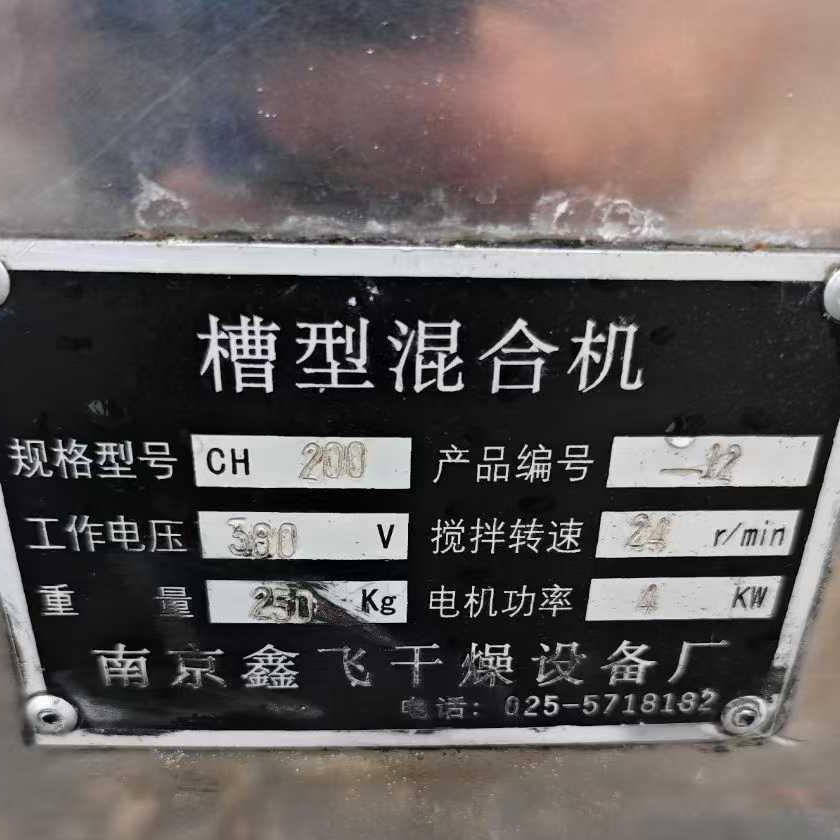 槽型混合机
规格型号 CH 200 产品编号 -12
工作电压 380 V 搅拌转速 24 r/min
重 量 250 Kg 电机功率 4 KW
南京鑫飞干燥设备厂
电话: 025-5718182